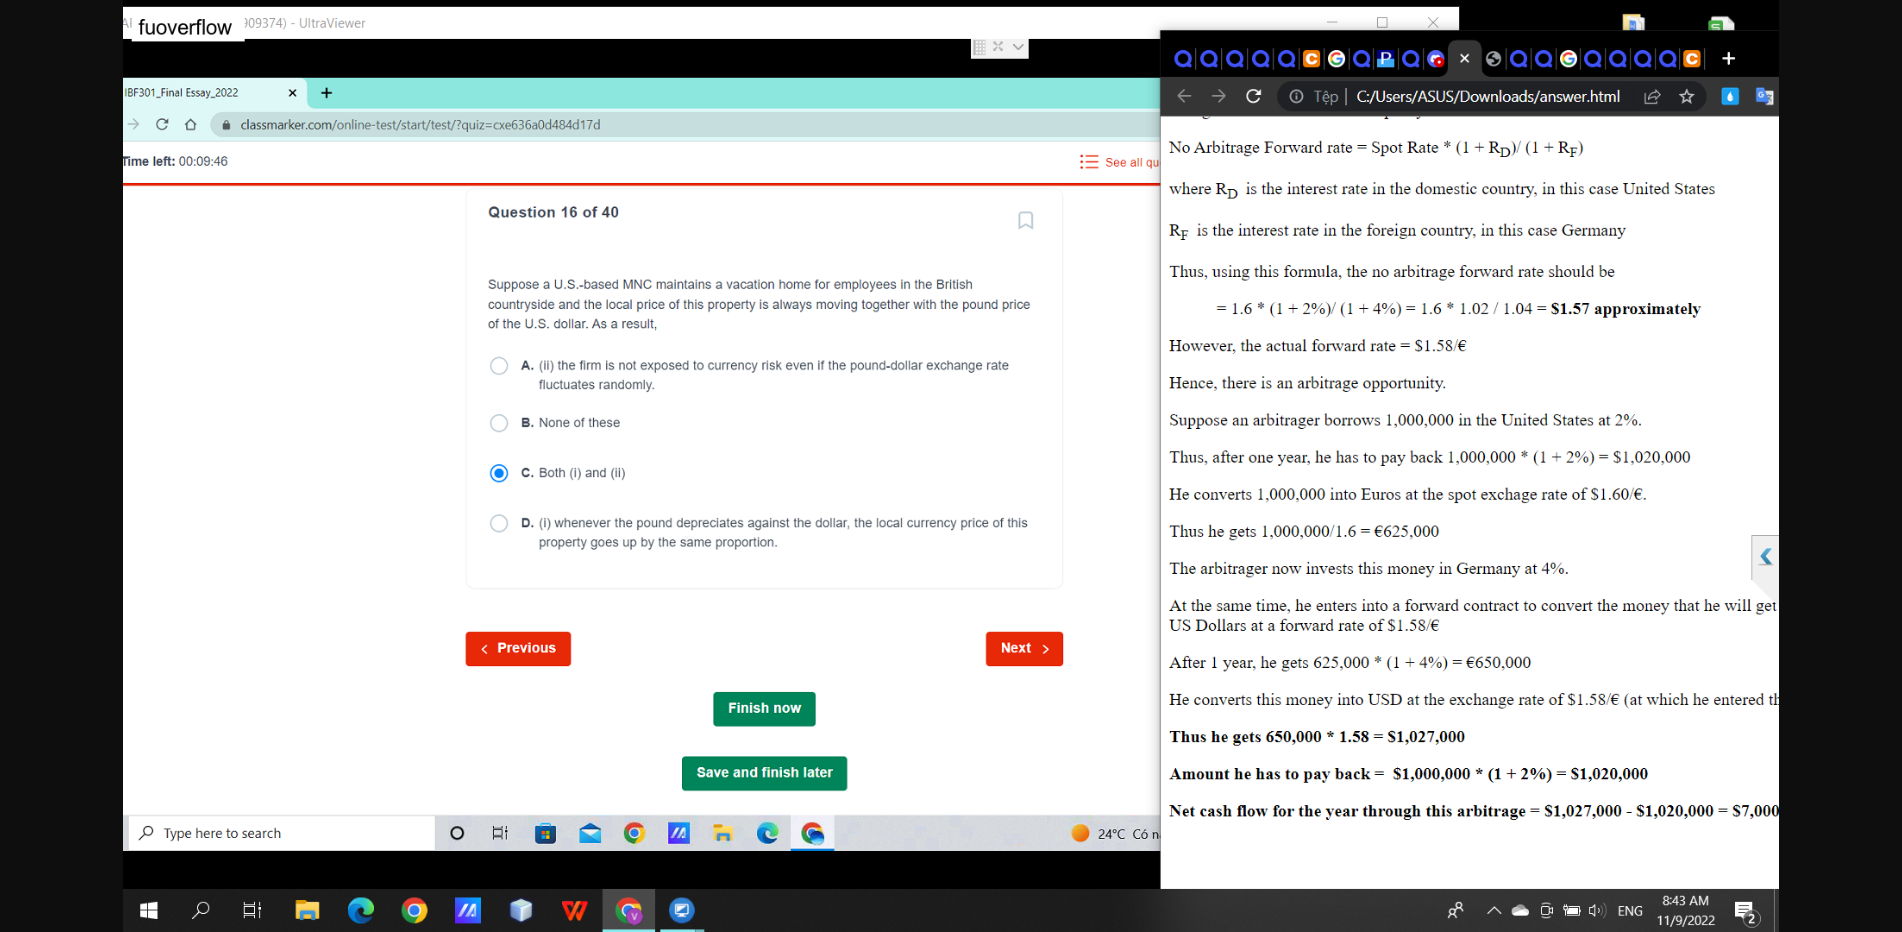 fuoverflow
909374) - UltraViewer
IBF301_Final Essay_2022
classmarker.com/online-test/start/test/?quiz=cxe636a0d484d17d
Time left: 00:09:46
See all qu
Question 16 of 40
Suppose a U.S.-based MNC maintains a vacation home for employees in the British
countryside and the local price of this property is always moving together with the pound price
of the U.S. dollar. As a result,
A. (ii) the firm is not exposed to currency risk even if the pound-dollar exchange rate
fluctuates randomly.
B. None of these
C. Both (i) and (ii)
D. (i) whenever the pound depreciates against the dollar, the local currency price of this
property goes up by the same proportion.
Previous
Next
Finish now
Save and finish later
Type here to search
24°C Có n
Tệp
C:/Users/ASUS/Downloads/answer.html
No Arbitrage Forward rate = Spot Rate * (1 + RD)/ (1 + RF)
where RD is the interest rate in the domestic country, in this case United States
RF is the interest rate in the foreign country, in this case Germany
Thus, using this formula, the no arbitrage forward rate should be
= 1.6 * (1 + 2%)/ (1 + 4%) = 1.6 * 1.02 / 1.04 = $1.57 approximately
However, the actual forward rate = $1.58/€
Hence, there is an arbitrage opportunity.
Suppose an arbitrager borrows 1,000,000 in the United States at 2%.
Thus, after one year, he has to pay back 1,000,000 * (1 + 2%) = $1,020,000
He converts 1,000,000 into Euros at the spot exchage rate of $1.60/€.
Thus he gets 1,000,000/1.6 = €625,000
The arbitrager now invests this money in Germany at 4%.
At the same time, he enters into a forward contract to convert the money that he will get
US Dollars at a forward rate of $1.58/€
After 1 year, he gets 625,000 * (1 + 4%) = €650,000
He converts this money into USD at the exchange rate of $1.58/€ (at which he entered th
Thus he gets 650,000 * 1.58 = $1,027,000
Amount he has to pay back = $1,000,000 * (1 + 2%) = $1,020,000
Net cash flow for the year through this arbitrage = $1,027,000 - $1,020,000 = $7,000
ENG
8:43 AM
11/9/2022
2